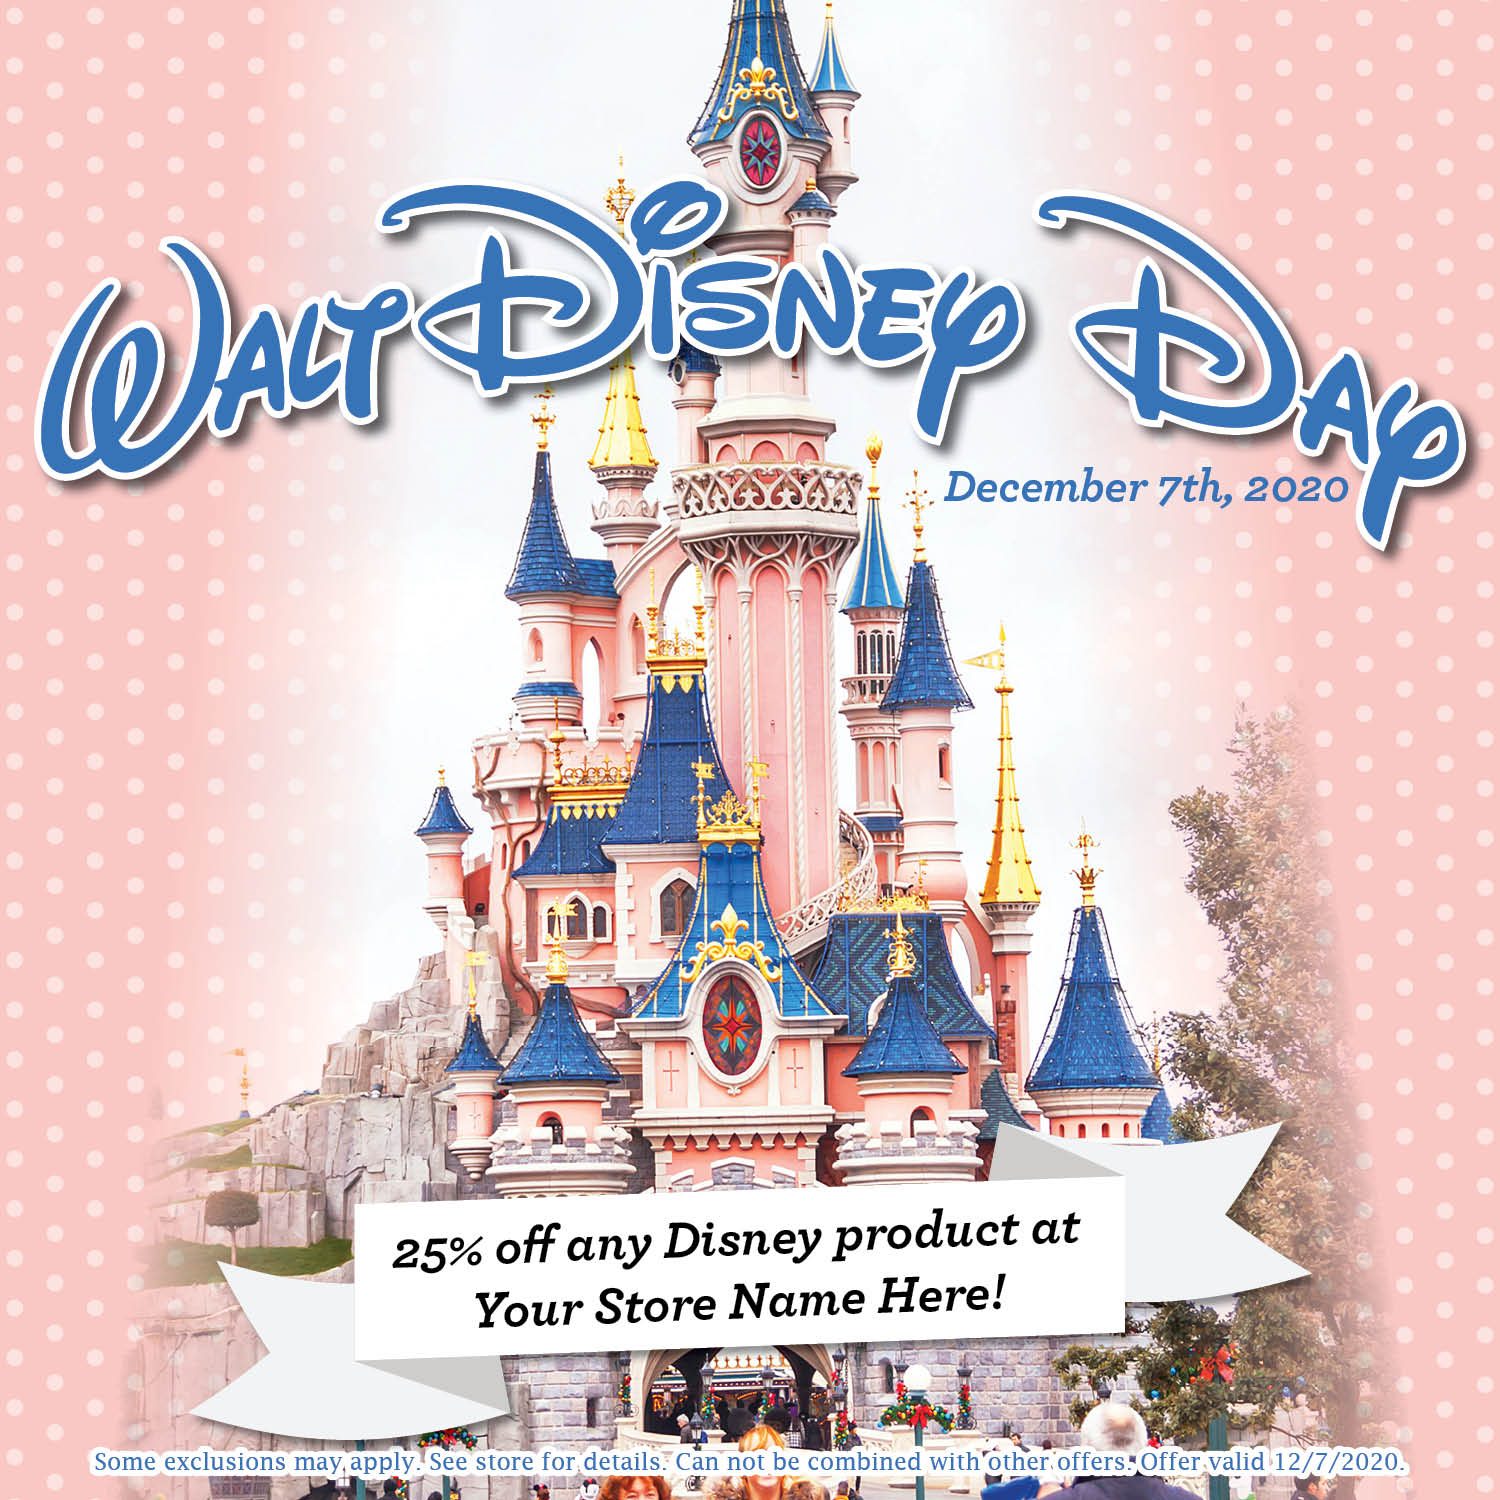 Walt Disney Day
December 7th, 2020
25% off any Disney product at
Your Store Name Here!
Some exclusions may apply. See store for details. Can not be combined with other offers. Offer valid 12/7/2020.